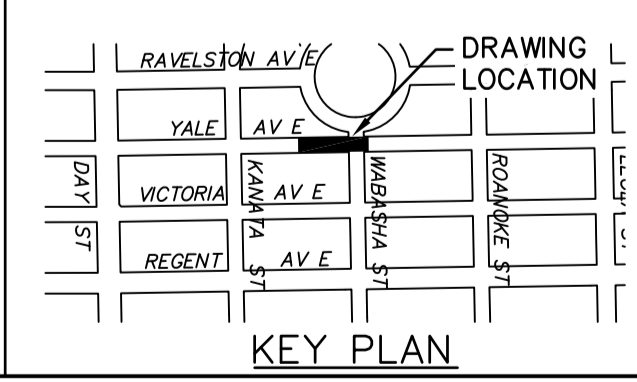 DRAWING
LOCATION
RAVELSTON AV E
YALE AV E
VICTORIA AV E
REGENT AV E
DAY ST
KANATA ST
WABASHA ST
ROANOKE ST
KEY PLAN